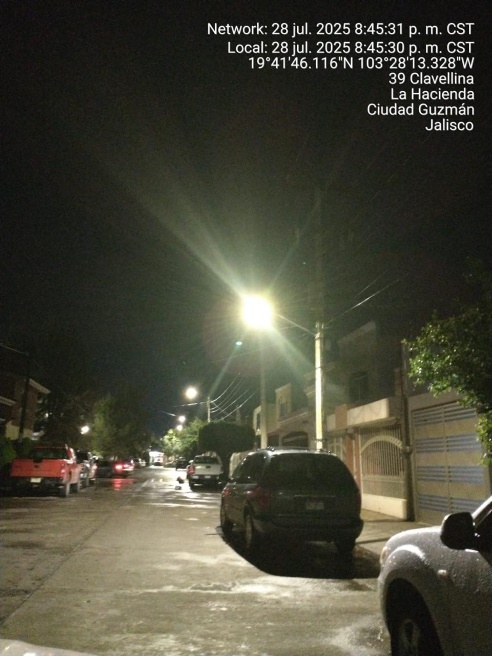 Network: 28 jul. 2025 8:45:31 p. m. CST
Local: 28 jul. 2025 8:45:30 p. m. CST
19°41'46.116"N 103°28'13.328"W
39 Clavellina
La Hacienda
Ciudad Guzmán
Jalisco